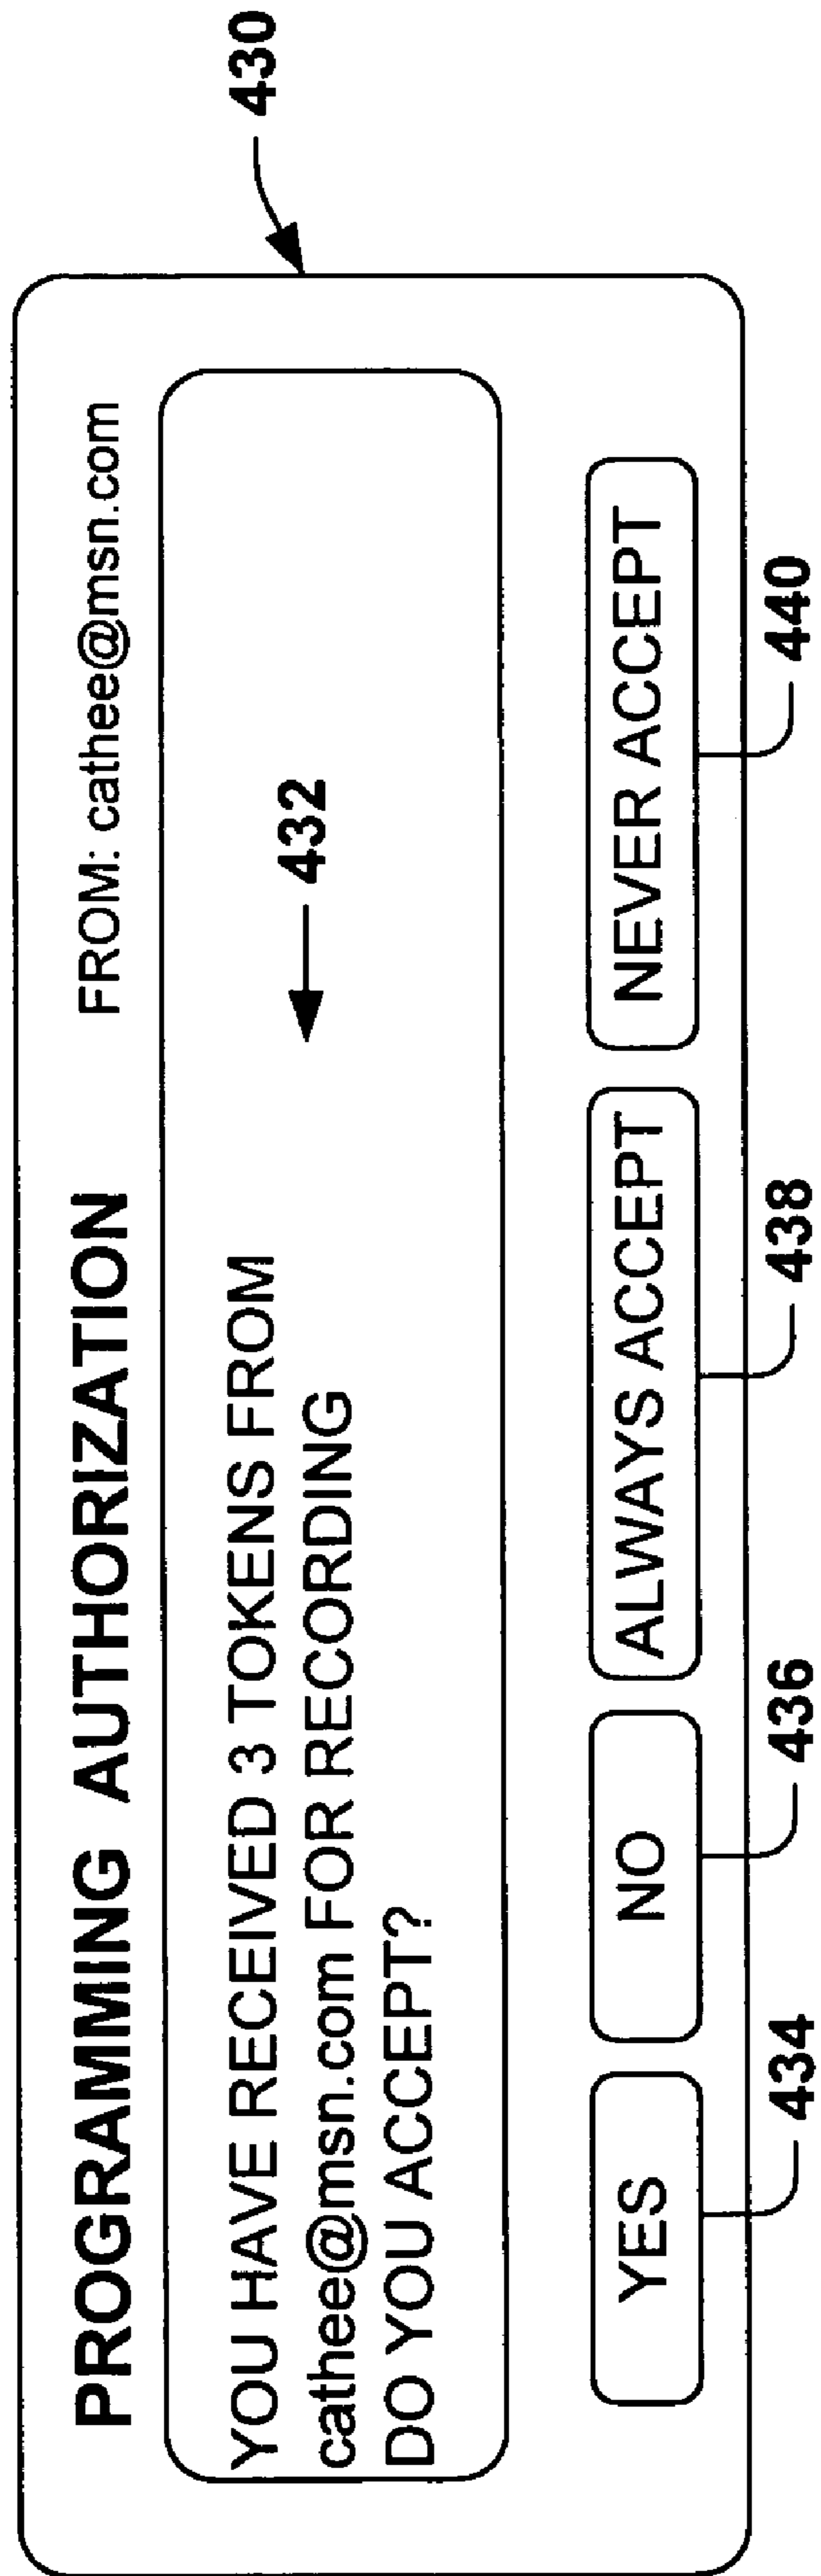 430
PROGRAMMING AUTHORIZATION FROM: cathee@msn.com
YOU HAVE RECEIVED 3 TOKENS FROM
cathee@msn.com FOR RECORDING
DO YOU ACCEPT?
432
YES NO ALWAYS ACCEPT NEVER ACCEPT
434 436 438 440